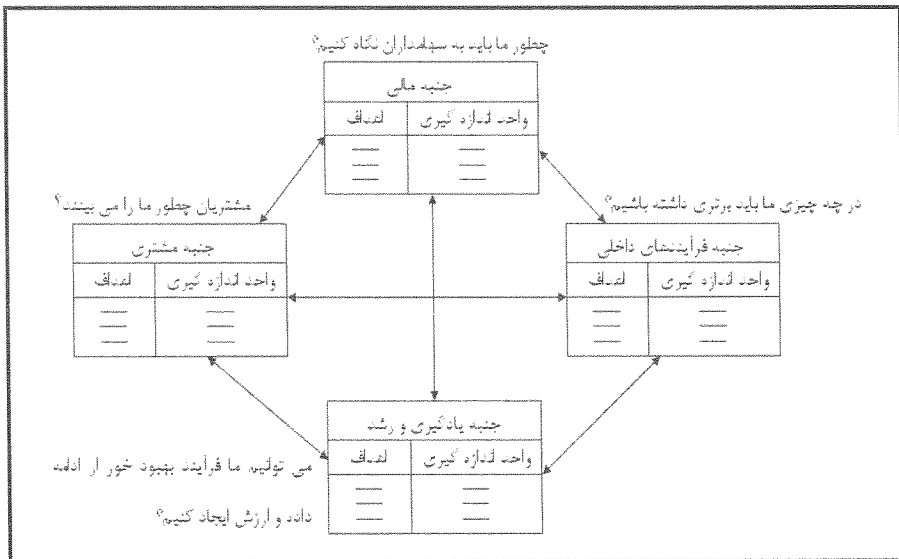 چطور ما باید به سهامداران نگاه کنیم؟
جنبه مالی
واحد اندازه گیری اهداف
مشتریان چطور ما را می بینند؟
جنبه مشتری
واحد اندازه گیری اهداف
در چه چیزی ما باید برتری داشته باشیم؟
جنبه فرآیندهای داخلی
واحد اندازه گیری اهداف
جنبه یادگیری و رشد
واحد اندازه گیری اهداف
می توانیم ما فرآیند بهبود خور ار ادامه
داده و ارزش ایجاد کنیم؟